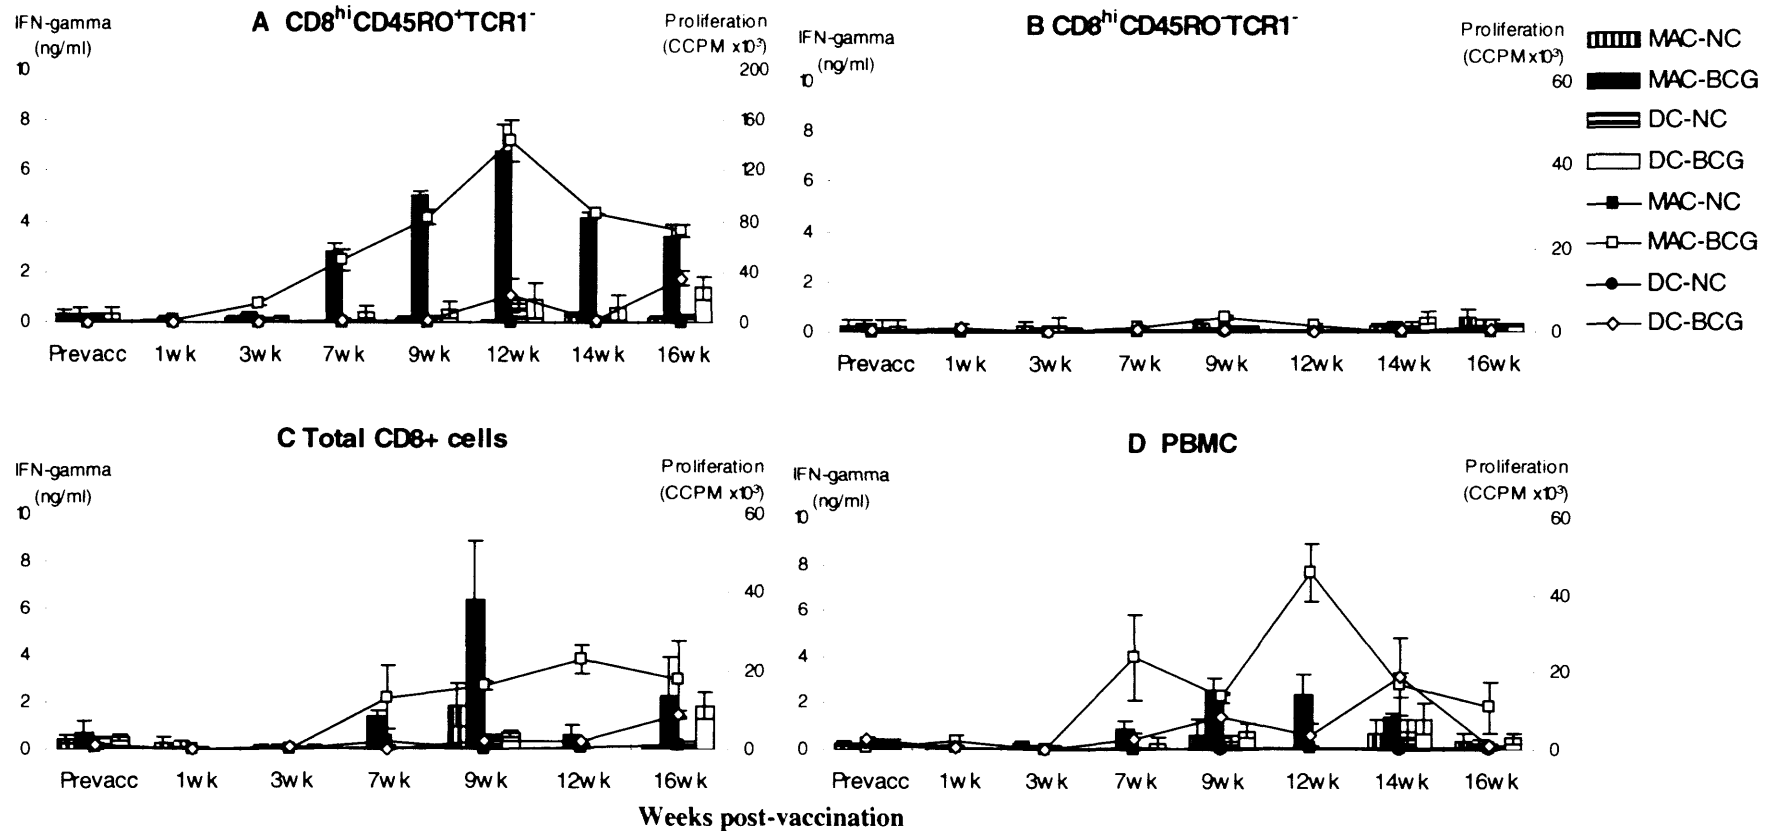 A CD8hiCD45RO+TCR1-
IFN-gamma
(ng/ml)
Proliferation
(CCPM x10³)
10
8
6
4
2
0
200
160
120
80
40
0
Prevacc 1wk 3wk 7wk 9wk 12wk 14wk 16wk
B CD8hiCD45RO-TCR1-
IFN-gamma
(ng/ml)
Proliferation
(CCPM x10³)
10
8
6
4
2
0
60
40
20
0
Prevacc 1wk 3wk 7wk 9wk 12wk 14wk 16wk
MAC-NC
MAC-BCG
DC-NC
DC-BCG
MAC-NC
MAC-BCG
DC-NC
DC-BCG
C Total CD8+ cells
IFN-gamma
(ng/ml)
Proliferation
(CCPM x10³)
10
8
6
4
2
0
60
40
20
0
Prevacc 1wk 3wk 7wk 9wk 12wk 16wk
D PBMC
IFN-gamma
(ng/ml)
Proliferation
(CCPM x10³)
10
8
6
4
2
0
60
40
20
0
Prevacc 1wk 3wk 7wk 9wk 12wk 14wk 16wk
Weeks post-vaccination